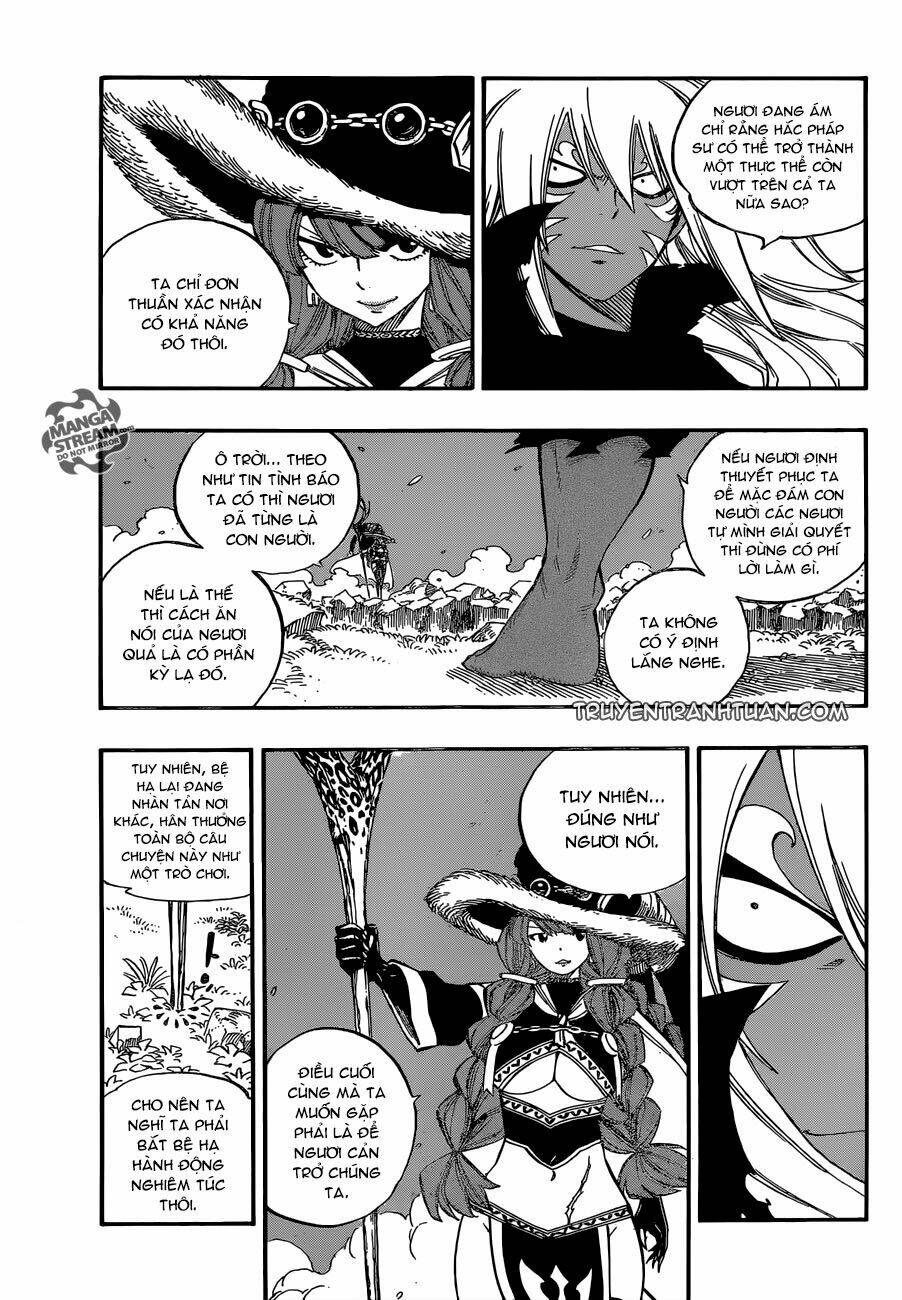 NGƯƠI ĐANG ÁM
CHỈ RẰNG HẮC PHÁP
SƯ CÓ THỂ TRỞ THÀNH
MỘT THỰC THỂ CÒN
VƯỢT TRÊN CẢ TA
NỮA SAO?
TA CHỈ ĐƠN
THUẦN XÁC NHẬN
CÓ KHẢ NĂNG
ĐÓ THÔI.
MANGA
STREAM.com
DO NOT MIRROR
NẾU NGƯƠI ĐỊNH
THUYẾT PHỤC TA
ĐỂ MẶC ĐÁM CON
NGƯỜI CÁC NGƯƠI
TỰ MÌNH GIẢI QUYẾT
THÌ ĐỪNG CÓ PHÍ
LỜI LÀM GÌ.
TA KHÔNG
CÓ Ý ĐỊNH
LẮNG NGHE.
Ô TRỜI... THEO
NHƯ TIN TÌNH BÁO
TA CÓ THÌ NGƯƠI
ĐÃ TỪNG LÀ
CON NGƯỜI.
NẾU LÀ THẾ
THÌ CÁCH ĂN
NÓI CỦA NGƯƠI
QUẢ LÀ CÓ PHẦN
KỲ LẠ ĐÓ.
TRUYENTRANHTUAN.COM
TUY NHIÊN...
ĐÚNG NHƯ
NGƯƠI NÓI.
ĐIỀU CUỐI
CÙNG MÀ TA
MUỐN GẶP
PHẢI LÀ ĐỂ
NGƯƠI CẢN
TRỞ CHÚNG
TA.
TUY NHIÊN, BỆ
HẠ LẠI ĐANG
NHÀN TẢN NƠI
KHÁC, HÂN THƯỞNG
TOÀN BỘ CÂU
CHUYỆN NÀY NHƯ
MỘT TRÒ CHƠI.
CHO NÊN TA
NGHĨ TA PHẢI
BẮT BỆ HẠ
HÀNH ĐỘNG
NGHIÊM TÚC
THÔI.